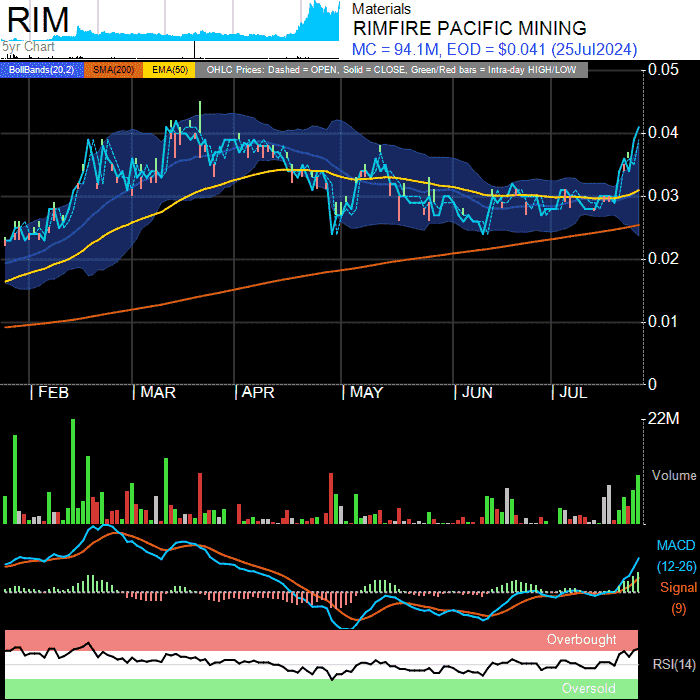 RIM
5yr Chart
Materials
RIMFIRE PACIFIC MINING
MC = 94.1M, EOD = $0.041 (25Jul2024)
BollBands(20,2) SMA(200) EMA(50) OHLC Prices: Dashed = OPEN, Solid = CLOSE, Green/Red bars = Intra-day HIGH/LOW
0.05
0.04
0.03
0.02
0.01
0
FEB MAR APR MAY JUN JUL
22M
Volume
MACD
(12-26)
Signal
(9)
Overbought
RSI(14)
Oversold